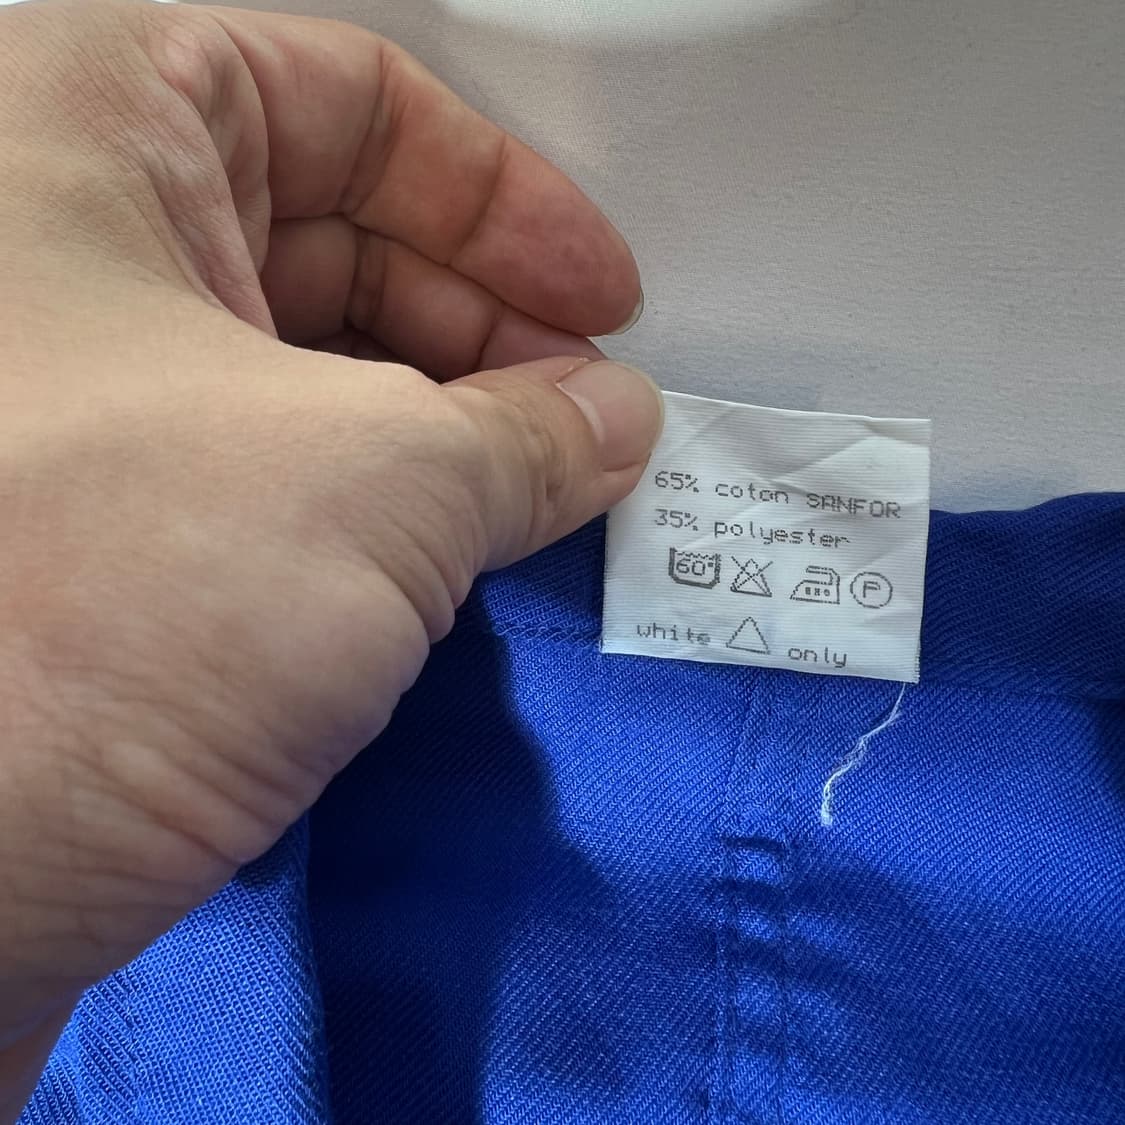 65% coton SANFOR
35% polyester
60° P
white only